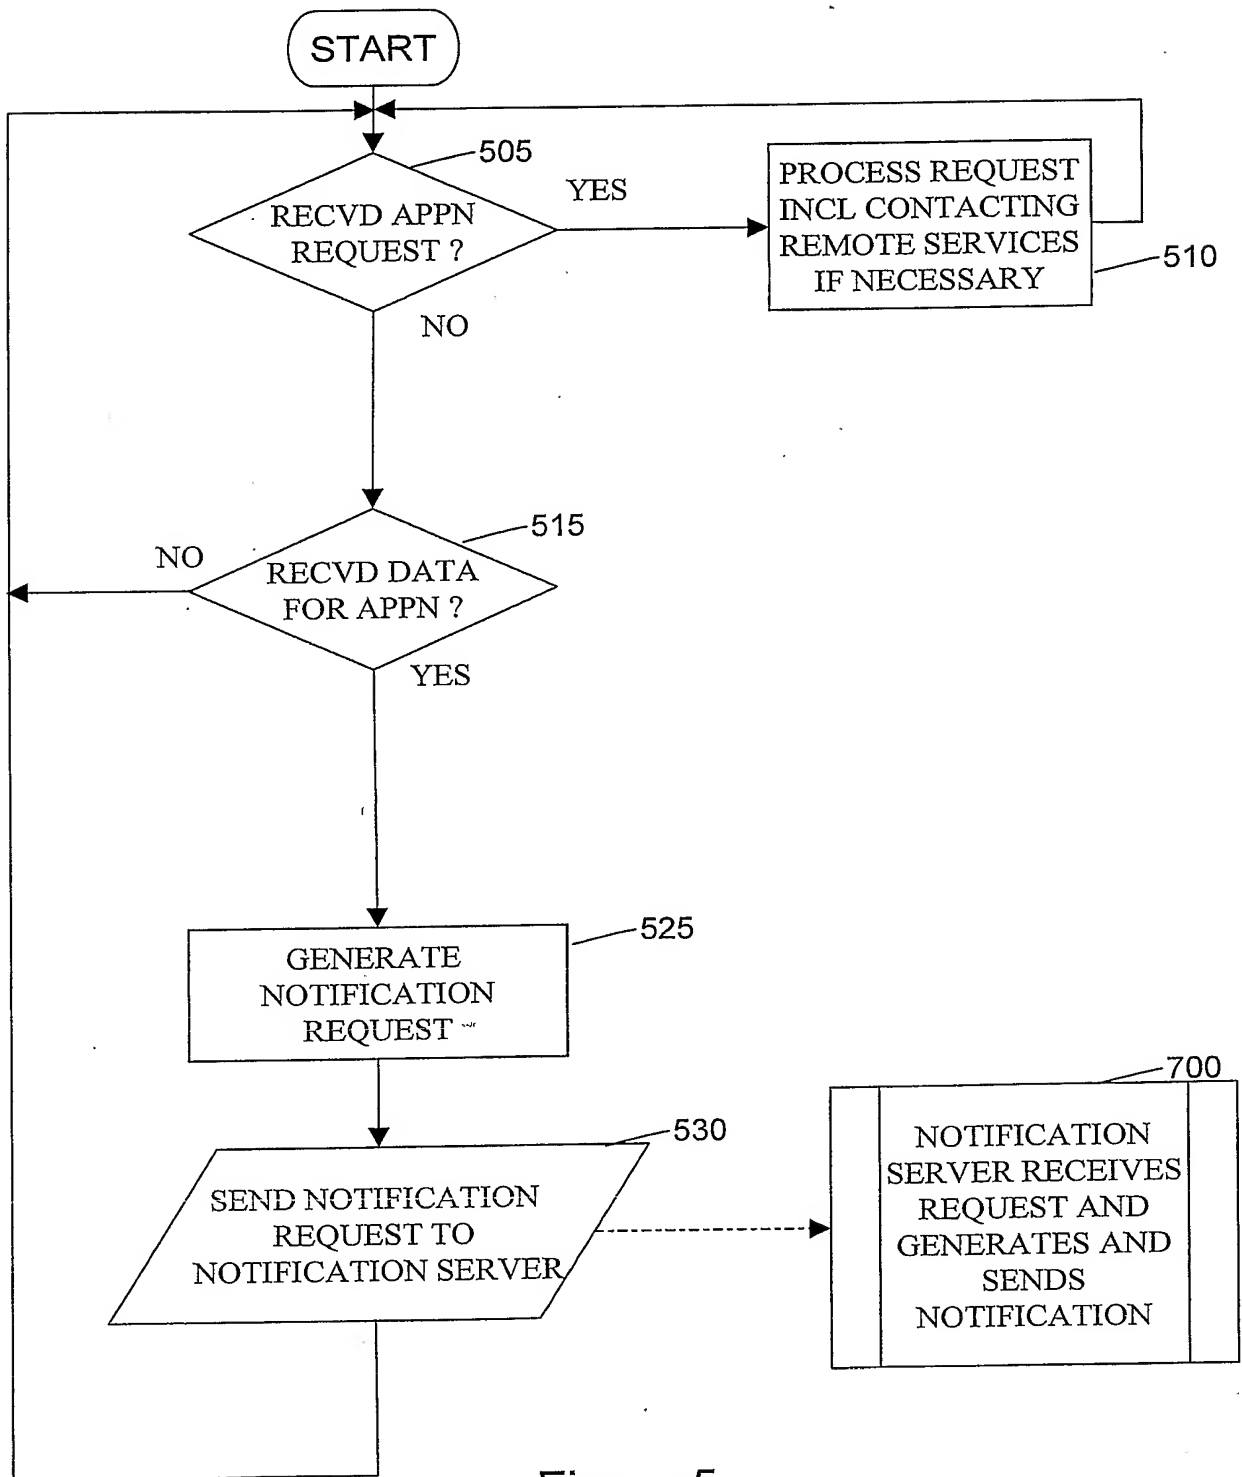 START
505
RECVD APPN
REQUEST ?
YES
NO
PROCESS REQUEST
INCL CONTACTING
REMOTE SERVICES
IF NECESSARY
510
515
RECVD DATA
FOR APPN ?
NO
YES
525
GENERATE
NOTIFICATION
REQUEST
530
SEND NOTIFICATION
REQUEST TO
NOTIFICATION SERVER
700
NOTIFICATION
SERVER RECEIVES
REQUEST AND
GENERATES AND
SENDS
NOTIFICATION
Figure 5